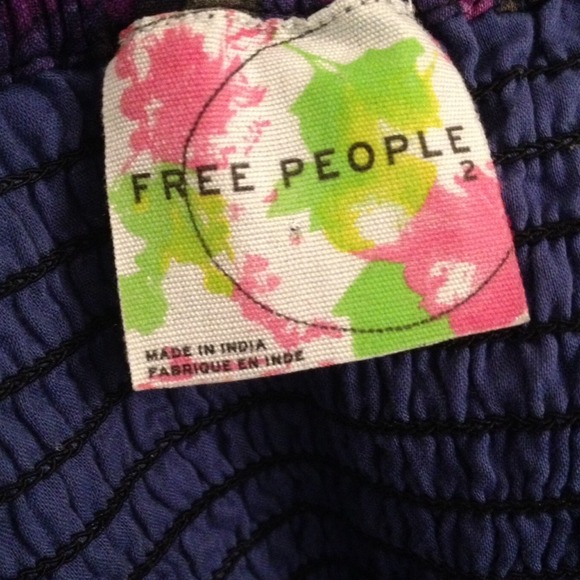 FREE PEOPLE
2
MADE IN INDIA
FABRIQUE EN INDE